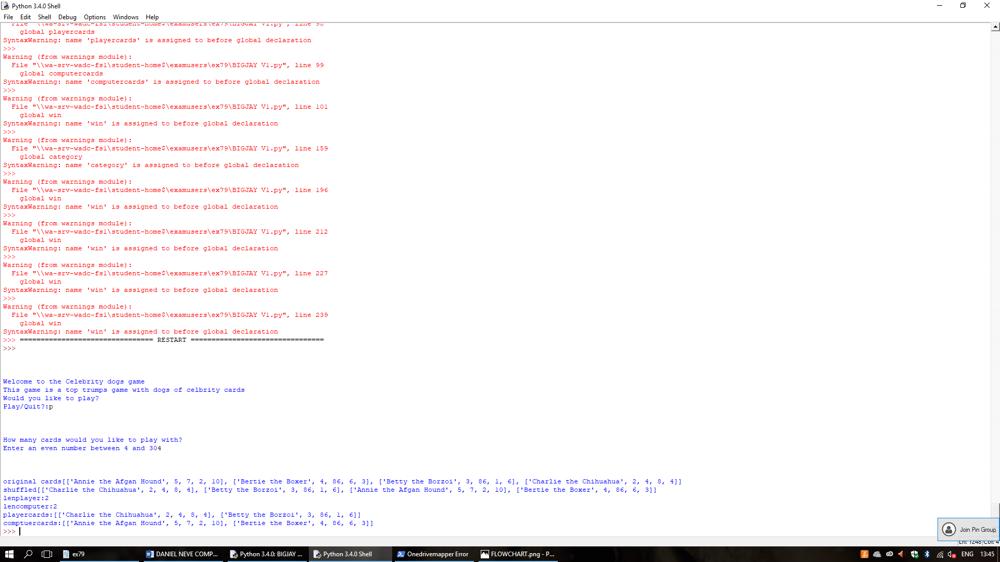 Python 3.4.0 Shell
File Edit Shell Debug Options Windows Help
File "\\wa-srv-wadc-fs1\student-home$\examusers\ex79\BIGJAY V1.py", line 98
global playercards
SyntaxWarning: name 'playercards' is assigned to before global declaration
>>>
Warning (from warnings module):
File "\\wa-srv-wadc-fs1\student-home$\examusers\ex79\BIGJAY V1.py", line 99
global computercards
SyntaxWarning: name 'computercards' is assigned to before global declaration
>>>
Warning (from warnings module):
File "\\wa-srv-wadc-fs1\student-home$\examusers\ex79\BIGJAY V1.py", line 101
global win
SyntaxWarning: name 'win' is assigned to before global declaration
>>>
Warning (from warnings module):
File "\\wa-srv-wadc-fs1\student-home$\examusers\ex79\BIGJAY V1.py", line 159
global category
SyntaxWarning: name 'category' is assigned to before global declaration
>>>
Warning (from warnings module):
File "\\wa-srv-wadc-fs1\student-home$\examusers\ex79\BIGJAY V1.py", line 196
global win
SyntaxWarning: name 'win' is assigned to before global declaration
>>>
Warning (from warnings module):
File "\\wa-srv-wadc-fs1\student-home$\examusers\ex79\BIGJAY V1.py", line 212
global win
SyntaxWarning: name 'win' is assigned to before global declaration
>>>
Warning (from warnings module):
File "\\wa-srv-wadc-fs1\student-home$\examusers\ex79\BIGJAY V1.py", line 227
global win
SyntaxWarning: name 'win' is assigned to before global declaration
>>>
Warning (from warnings module):
File "\\wa-srv-wadc-fs1\student-home$\examusers\ex79\BIGJAY V1.py", line 239
global win
SyntaxWarning: name 'win' is assigned to before global declaration
>>> ================================ RESTART ================================
>>>
Welcome to the Celebrity dogs game
This game is a top trumps game with dogs of celbrity cards
Would you like to play?
Play/Quit?:p
How many cards would you like to play with?
Enter an even number between 4 and 304
original cards[['Annie the Afgan Hound', 5, 7, 2, 10], ['Bertie the Boxer', 4, 86, 6, 3], ['Betty the Borzoi', 3, 86, 1, 6], ['Charlie the Chihuahua', 2, 4, 8, 4]]
shuffled[['Charlie the Chihuahua', 2, 4, 8, 4], ['Betty the Borzoi', 3, 86, 1, 6], ['Annie the Afgan Hound', 5, 7, 2, 10], ['Bertie the Boxer', 4, 86, 6, 3]]
lenplayer:2
lencomputer:2
playercards:[['Charlie the Chihuahua', 2, 4, 8, 4], ['Betty the Borzoi', 3, 86, 1, 6]]
comptuercards:[['Annie the Afgan Hound', 5, 7, 2, 10], ['Bertie the Boxer', 4, 86, 6, 3]]
>>>
Join Pin Group
Ln: 1248 Col: 4
ex79
DANIEL NEVE COMP...
Python 3.4.0: BIGJAY ...
Python 3.4.0 Shell
Onedrivemapper Error
FLOWCHART.png - P...
ENG 13:45